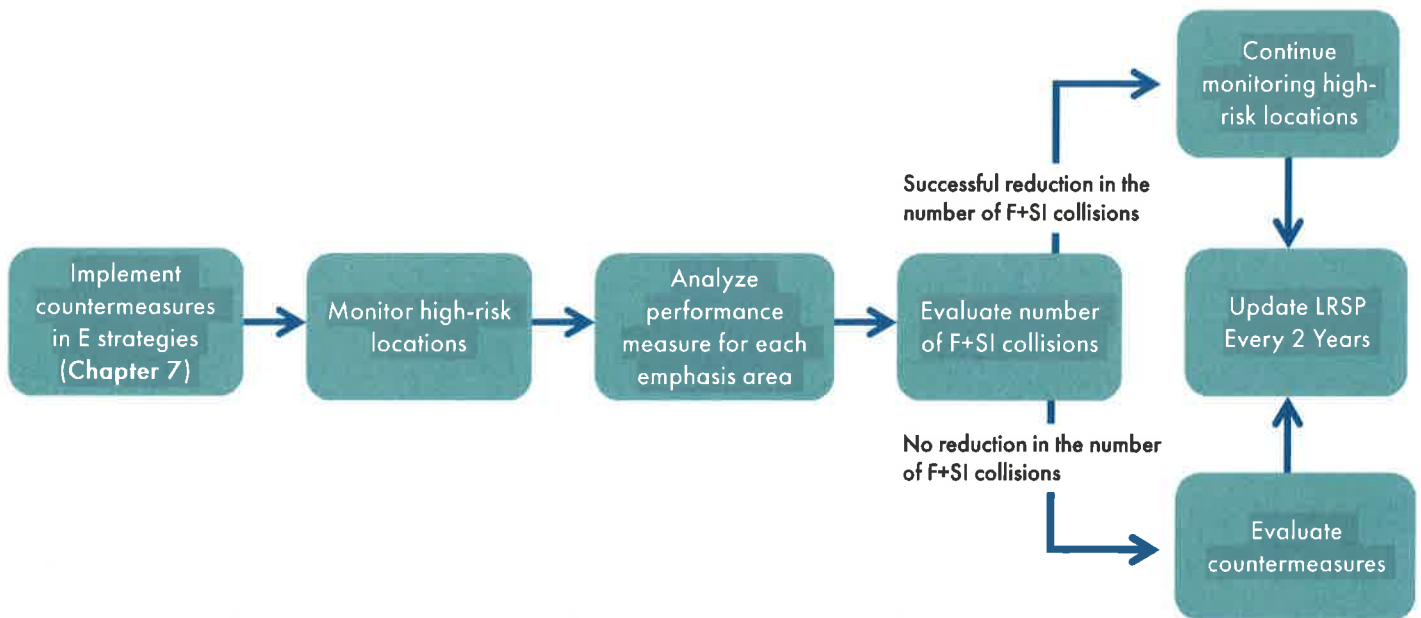 Implement
countermeasures
in E strategies
(Chapter 7)
Monitor high-risk
locations
Analyze
performance
measure for each
emphasis area
Evaluate number
of F+SI collisions
Successful reduction in the
number of F+SI collisions
Continue
monitoring high-
risk locations
No reduction in the number
of F+SI collisions
Evaluate
countermeasures
Update LRSP
Every 2 Years